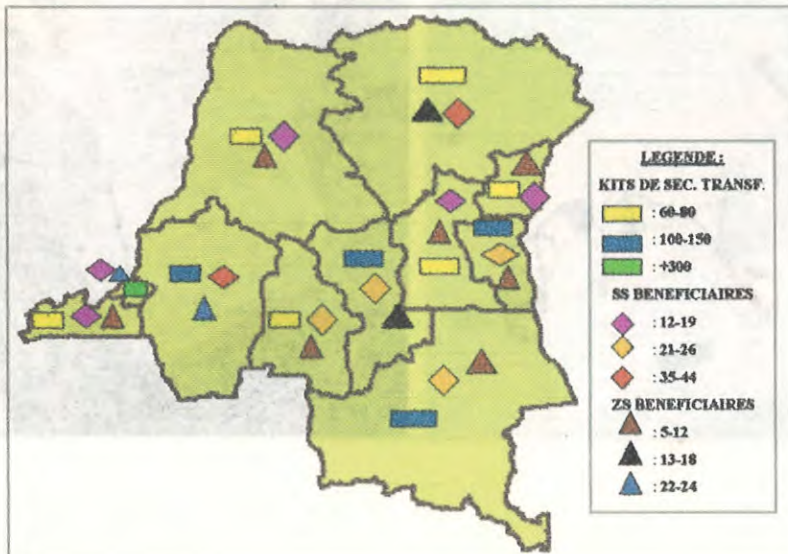 LEGENDE :
KITS DE SEC. TRANSF.
: 60-80
: 100-150
: +300
SS BENEFICIAIRES
: 12-19
: 21-26
: 35-44
ZS BENEFICIAIRES
: 5-12
: 13-18
: 22-24